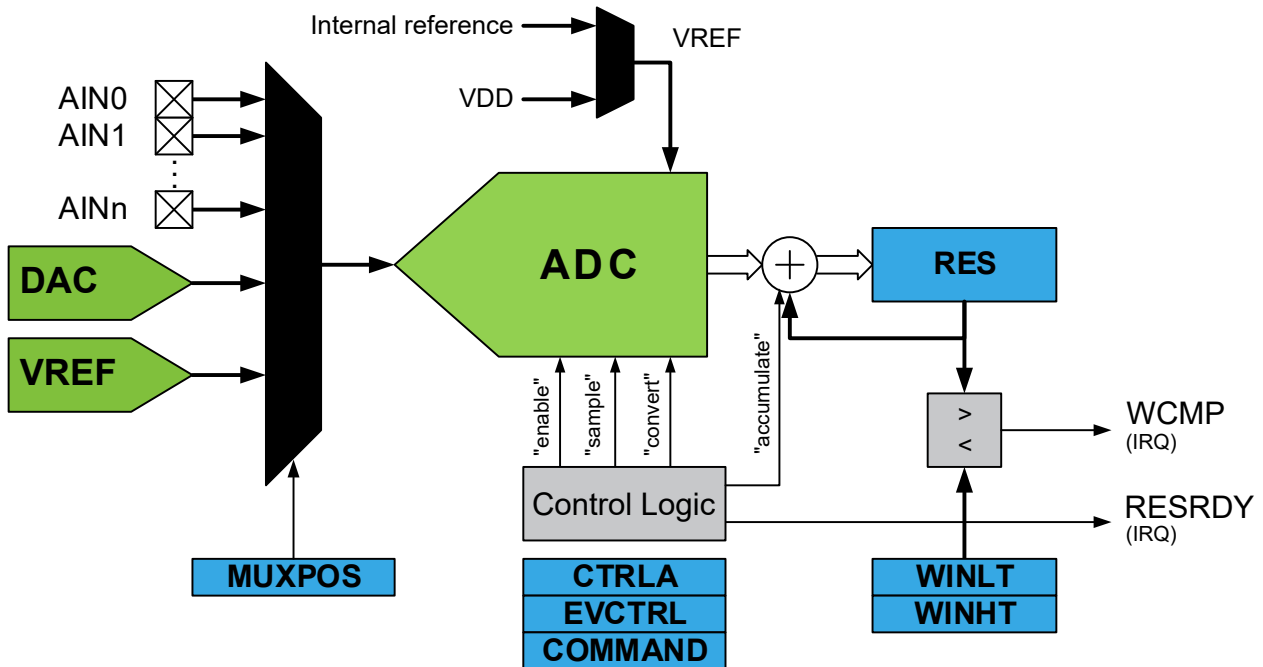 Internal reference
VREF
VDD
AIN0
AIN1
AINn
DAC
VREF
ADC
+
RES
"enable"
"sample"
"convert"
"accumulate"
>
<
WCMP
(IRQ)
Control Logic
RESRDY
(IRQ)
MUXPOS
CTRLA
EVCTRL
COMMAND
WINLT
WINHT